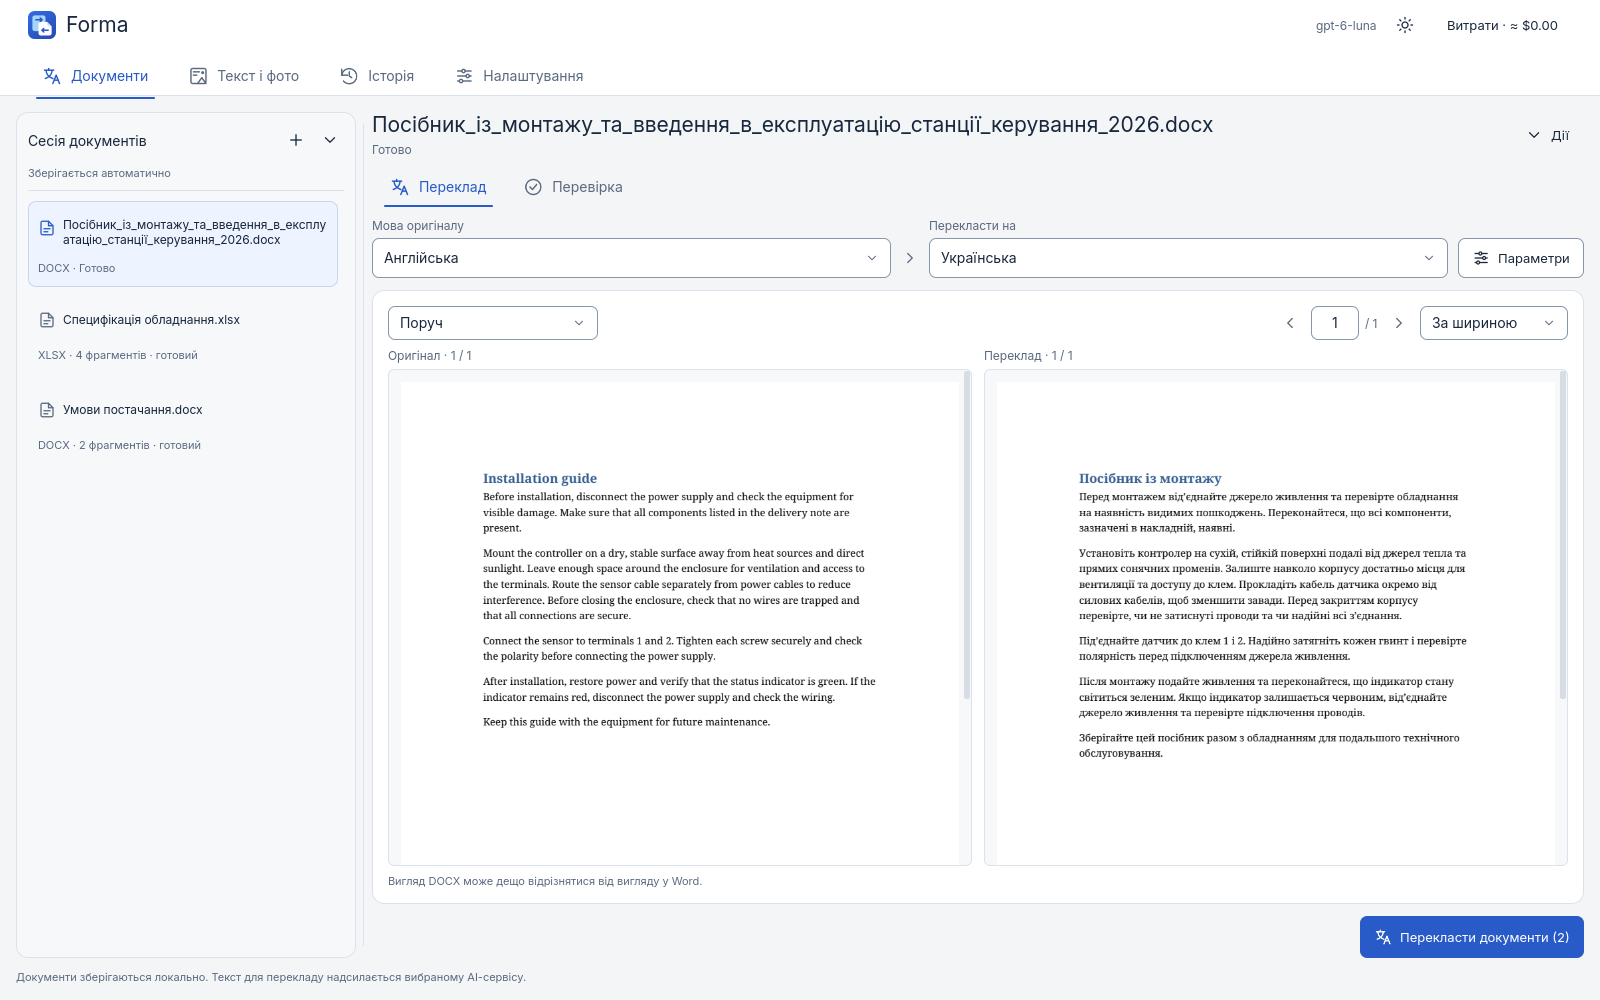 Forma
gpt-6-luna
Витрати · ≈ $0.00
Документи
Текст і фото
Історія
Налаштування
Сесія документів
Зберігається автоматично
Посібник_із_монтажу_та_введення_в_експлу
атацію_станції_керування_2026.docx
DOCX · Готово
Специфікація обладнання.xlsx
XLSX · 4 фрагментів · готовий
Умови постачання.docx
DOCX · 2 фрагментів · готовий
Посібник_із_монтажу_та_введення_в_експлуатацію_станції_керування_2026.docx
Готово
Дії
Переклад
Перевірка
Мова оригіналу
Перекласти на
Англійська
Українська
Параметри
Поруч
1
/ 1
За шириною
Оригінал · 1 / 1
Installation guide
Before installation, disconnect the power supply and check the equipment for
visible damage. Make sure that all components listed in the delivery note are
present.
Mount the controller on a dry, stable surface away from heat sources and direct
sunlight. Leave enough space around the enclosure for ventilation and access to
the terminals. Route the sensor cable separately from power cables to reduce
interference. Before closing the enclosure, check that no wires are trapped and
that all connections are secure.
Connect the sensor to terminals 1 and 2. Tighten each screw securely and check
the polarity before connecting the power supply.
After installation, restore power and verify that the status indicator is green. If the
indicator remains red, disconnect the power supply and check the wiring.
Keep this guide with the equipment for future maintenance.
Переклад · 1 / 1
Посібник із монтажу
Перед монтажем від'єднайте джерело живлення та перевірте обладнання
на наявність видимих пошкоджень. Переконайтеся, що всі компоненти,
зазначені в накладній, наявні.
Установіть контролер на сухій, стійкій поверхні подалі від джерел тепла та
прямих сонячних променів. Залиште навколо корпусу достатньо місця для
вентиляції та доступу до клем. Прокладіть кабель датчика окремо від
силових кабелів, щоб зменшити завади. Перед закриттям корпусу
перевірте, чи не затиснуті проводи та чи надійні всі з'єднання.
Під'єднайте датчик до клем 1 і 2. Надійно затягніть кожен гвинт і перевірте
полярність перед підключенням джерела живлення.
Після монтажу подайте живлення та переконайтеся, що індикатор стану
світиться зеленим. Якщо індикатор залишається червоним, від'єднайте
джерело живлення та перевірте підключення проводів.
Зберігайте цей посібник разом з обладнанням для подальшого технічного
обслуговування.
Вигляд DOCX може дещо відрізнятися від вигляду у Word.
Перекласти документи (2)
Документи зберігаються локально. Текст для перекладу надсилається вибраному AI-сервісу.